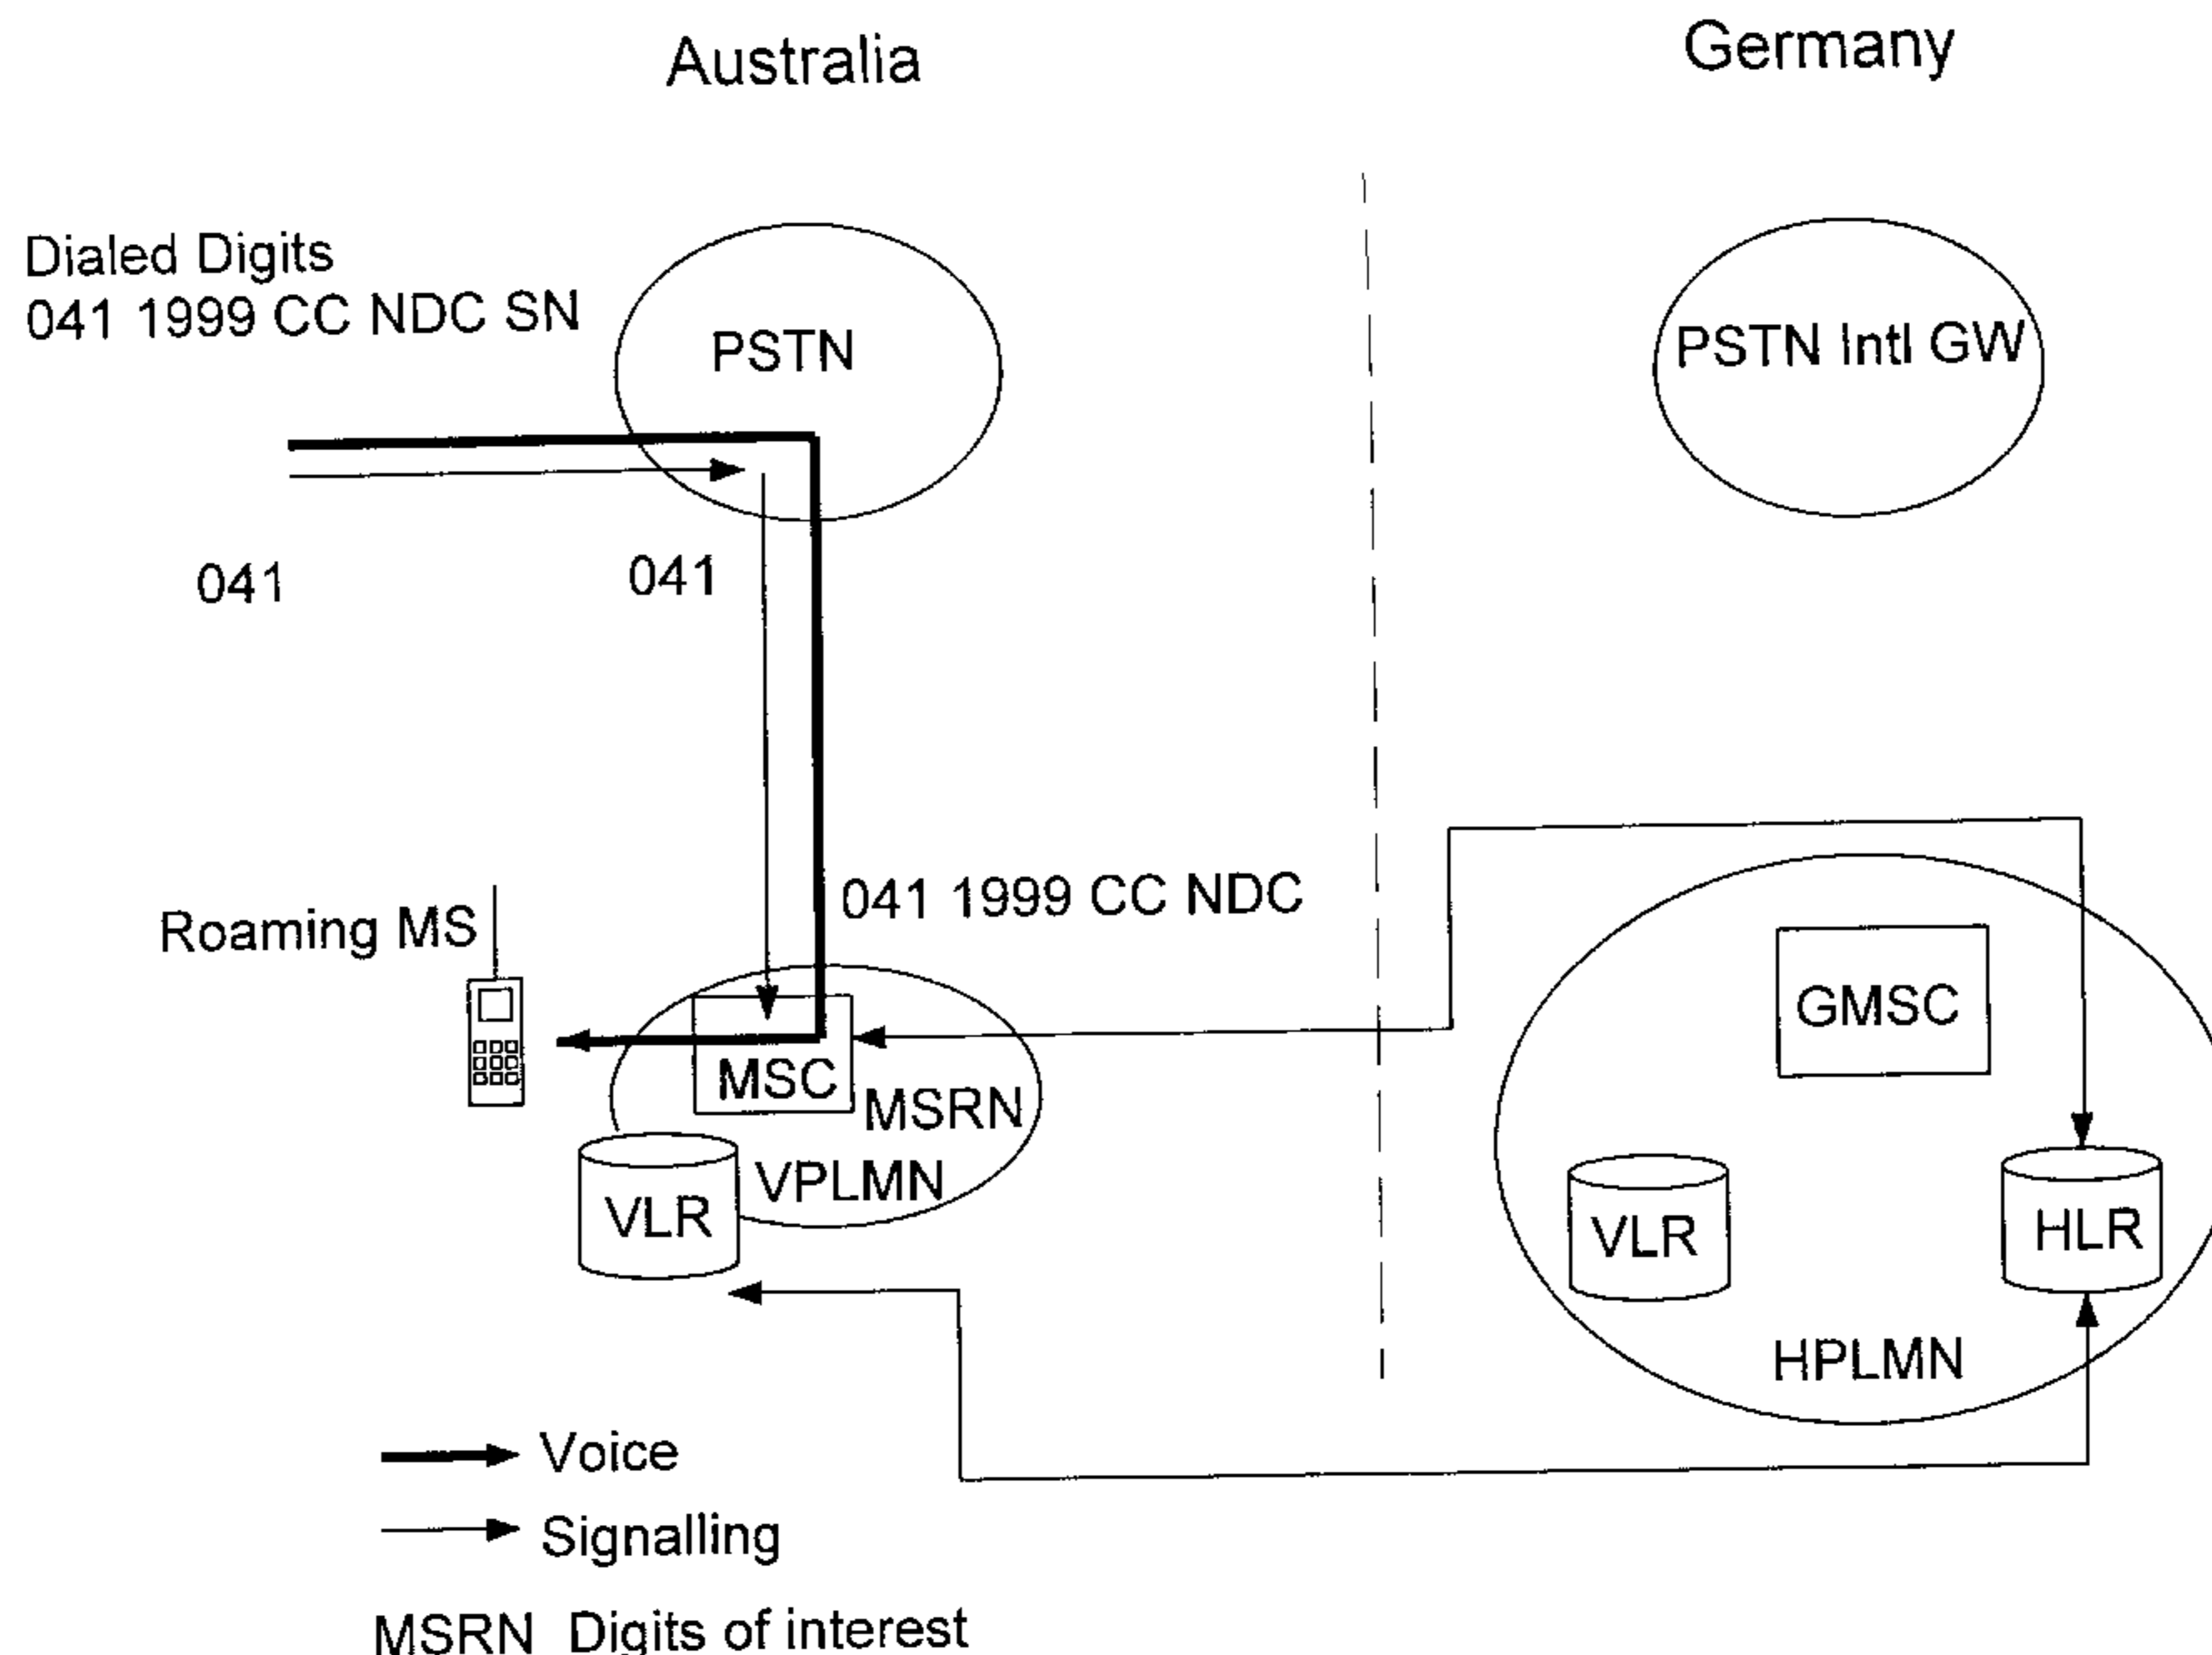 Australia
Germany
Dialed Digits
041 1999 CC NDC SN
PSTN
PSTN Intl GW
041
041
041 1999 CC NDC
Roaming MS
GMSC
MSC
MSRN
VPLMN
VLR
VLR
HLR
HPLMN
Voice
Signalling
MSRN Digits of interest